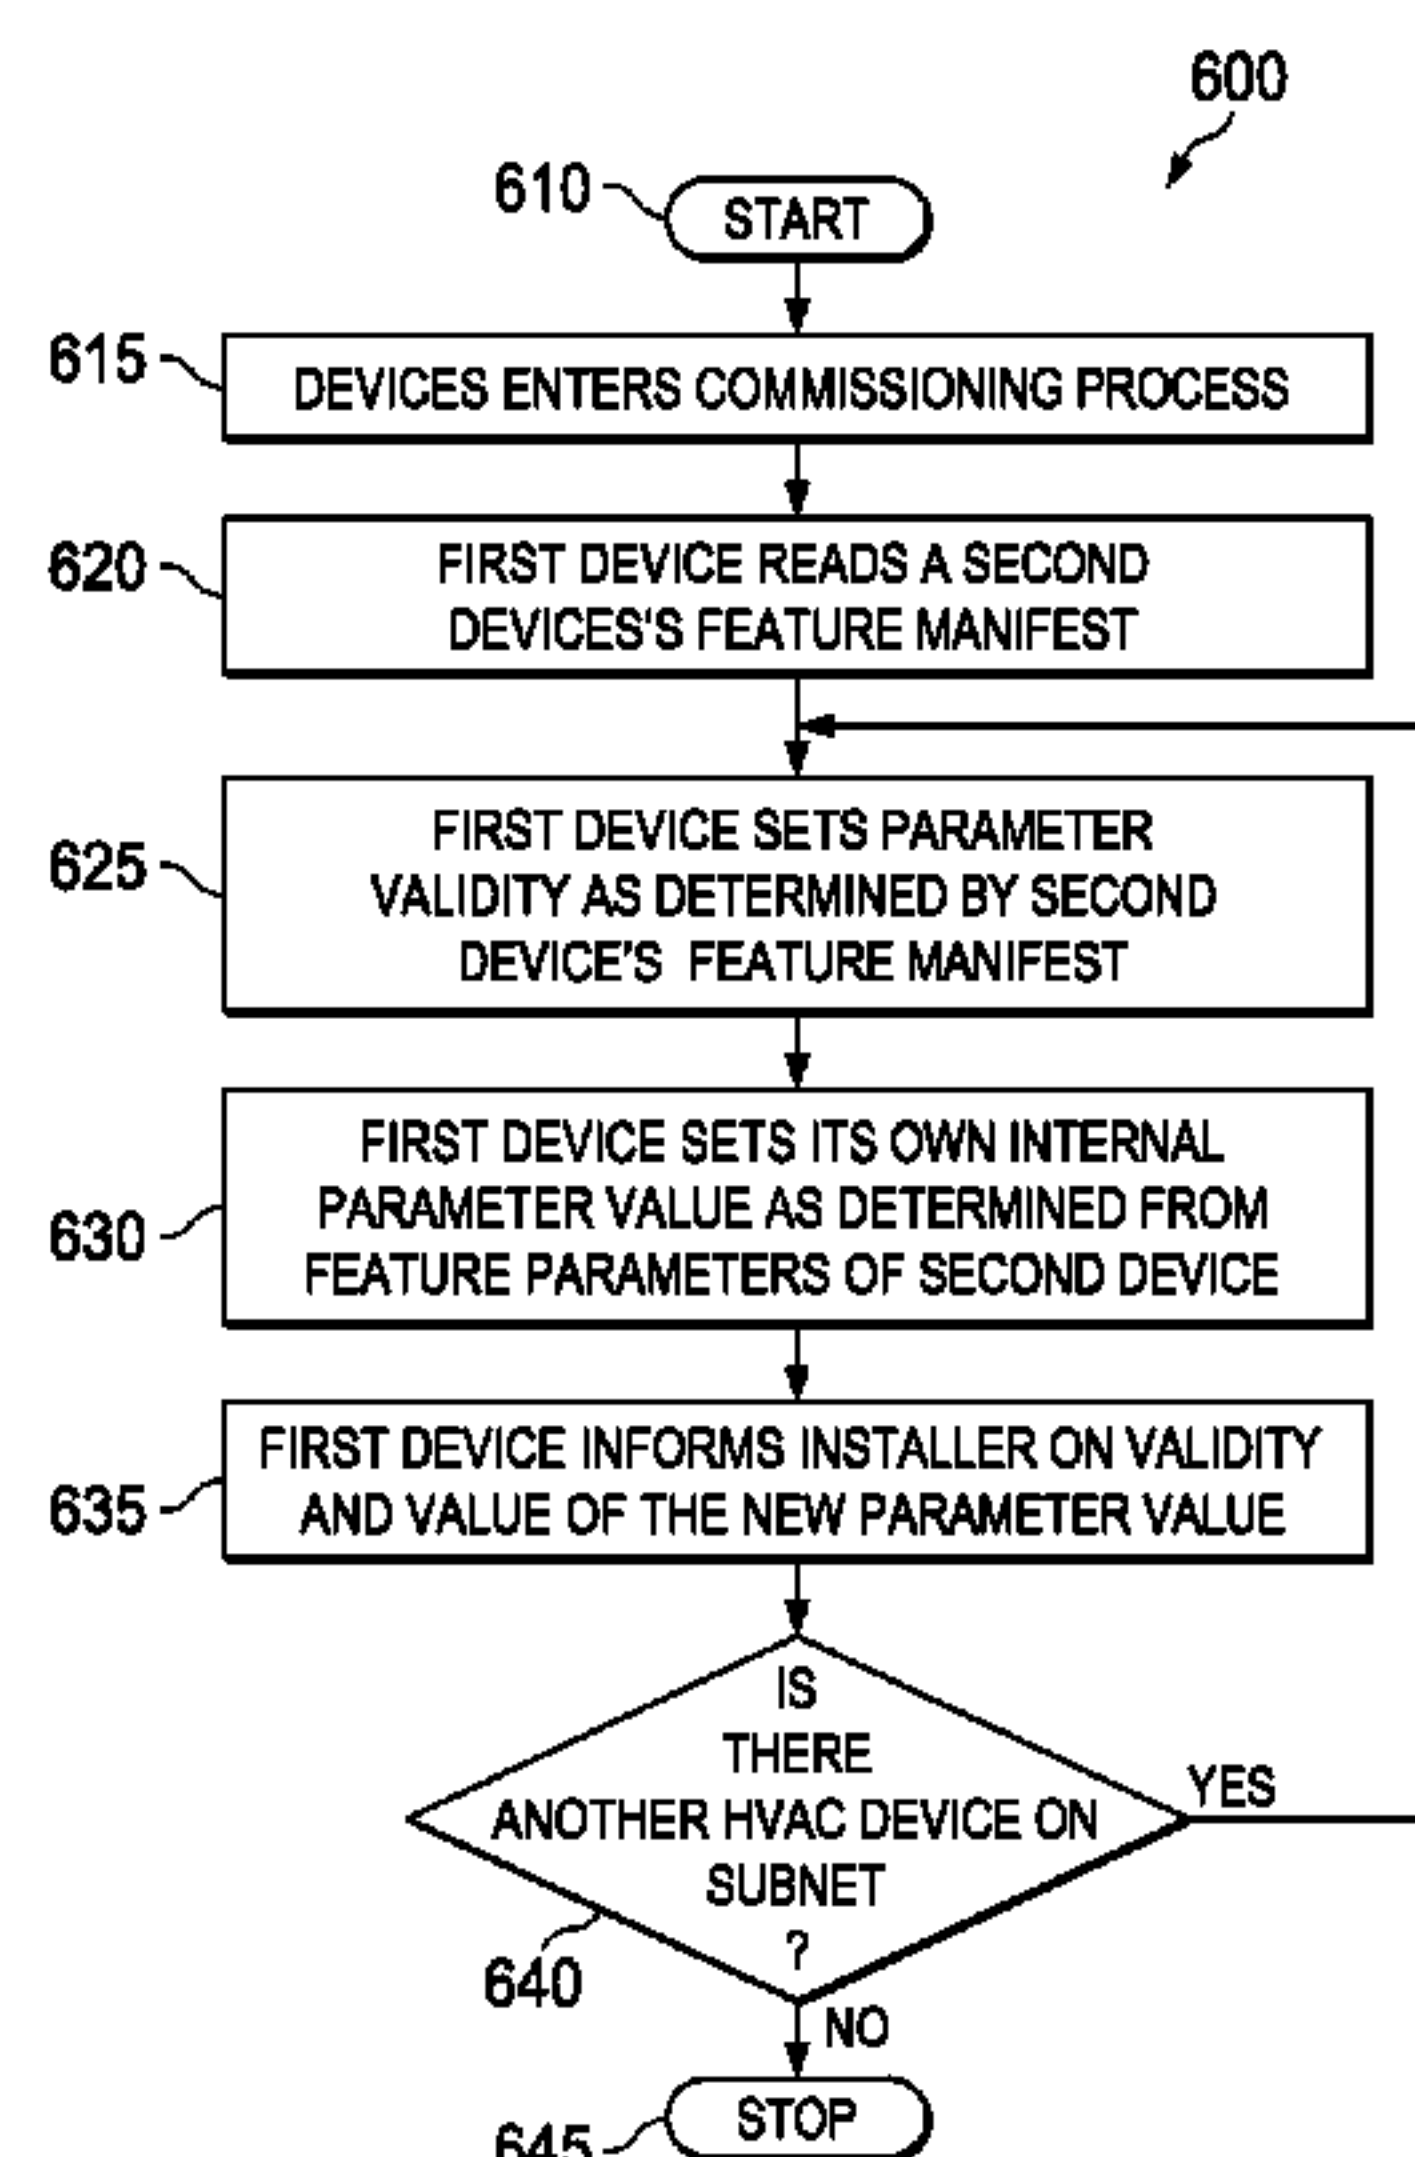 600
610
START
615
DEVICES ENTERS COMMISSIONING PROCESS
620
FIRST DEVICE READS A SECOND
DEVICES'S FEATURE MANIFEST
625
FIRST DEVICE SETS PARAMETER
VALIDITY AS DETERMINED BY SECOND
DEVICE'S FEATURE MANIFEST
630
FIRST DEVICE SETS ITS OWN INTERNAL
PARAMETER VALUE AS DETERMINED FROM
FEATURE PARAMETERS OF SECOND DEVICE
635
FIRST DEVICE INFORMS INSTALLER ON VALIDITY
AND VALUE OF THE NEW PARAMETER VALUE
IS
THERE
ANOTHER HVAC DEVICE ON
SUBNET
?
YES
640
NO
STOP
645